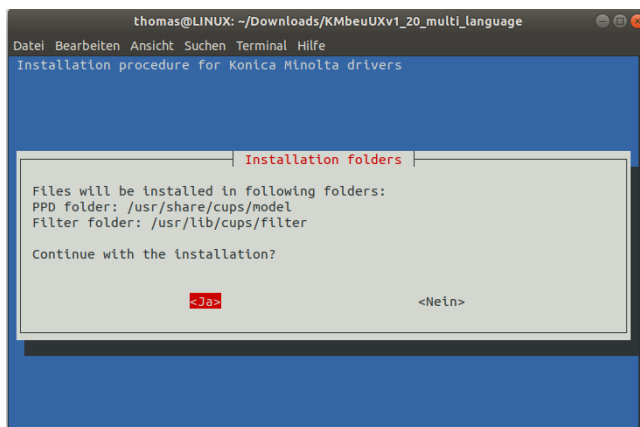 thomas@LINUX: ~/Downloads/KMbeuUXv1_20_multi_language
Datei Bearbeiten Ansicht Suchen Terminal Hilfe
Installation procedure for Konica Minolta drivers
Installation folders
Files will be installed in following folders:
PPD folder: /usr/share/cups/model
Filter folder: /usr/lib/cups/filter
Continue with the installation?
<Ja> <Nein>